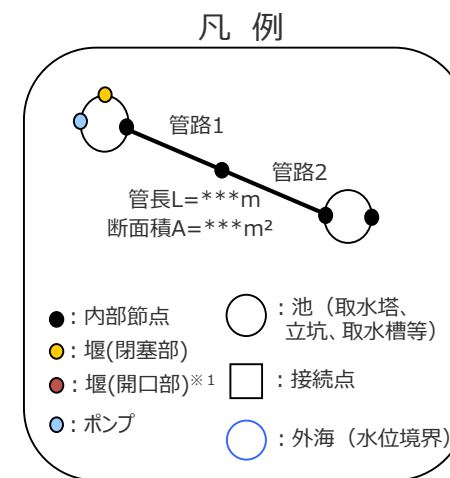 凡 例
管路1
管路2
管長L=***m
断面積A=***m²
：内部節点
：堰(閉塞部)
：堰(開口部)※1
：ポンプ
：池（取水塔、
立坑、取水槽等）
：接続点
：外海（水位境界）